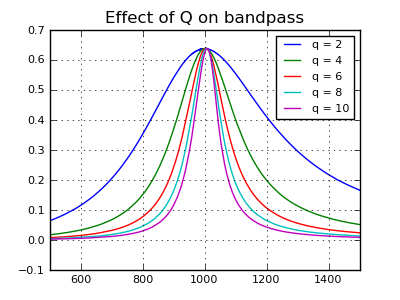 Effect of Q on bandpass
0.7
0.6
0.5
0.4
0.3
0.2
0.1
0.0
−0.1
600 800 1000 1200 1400
q = 2
q = 4
q = 6
q = 8
q = 10